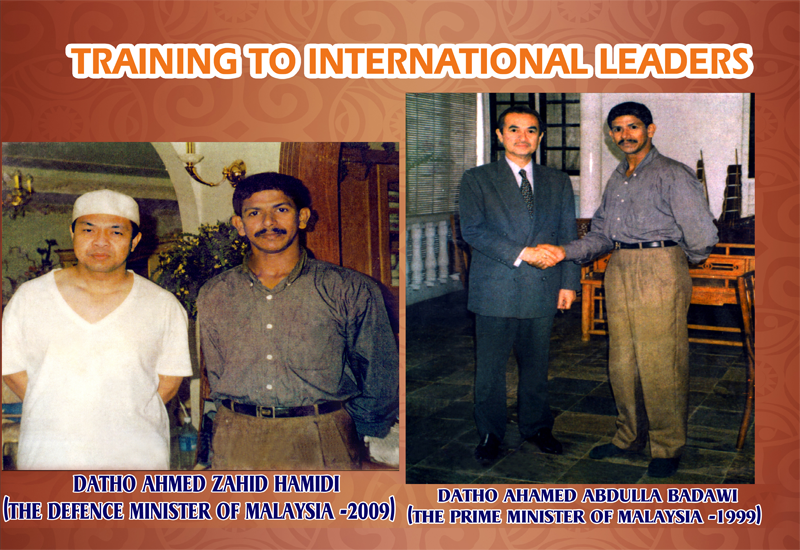 TRAINING TO INTERNATIONAL LEADERS
DATHO AHMED ZAHID HAMIDI
(THE DEFENCE MINISTER OF MALAYSIA -2009)
DATHO AHAMED ABDULLA BADAWI
(THE PRIME MINISTER OF MALAYSIA -1999)